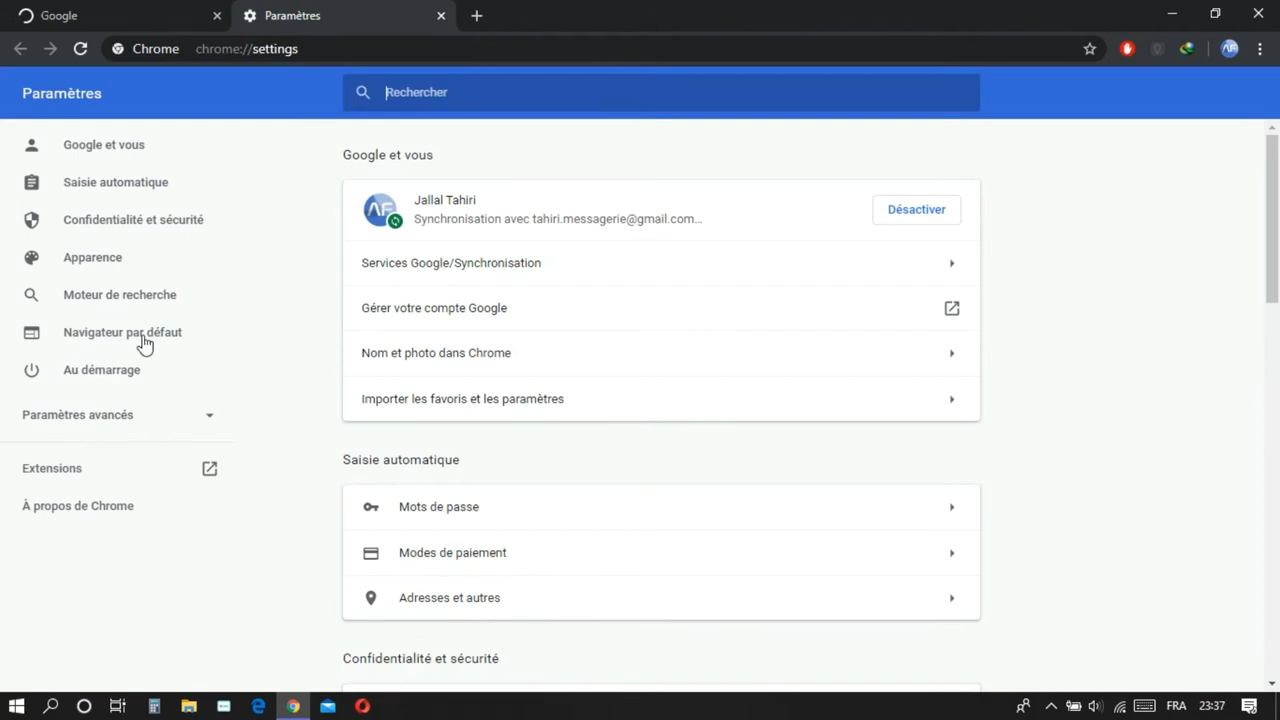 Google
Paramètres
Chrome
chrome://settings
Paramètres
Rechercher
Google et vous
Saisie automatique
Confidentialité et sécurité
Apparence
Moteur de recherche
Navigateur par défaut
Au démarrage
Paramètres avancés
Extensions
À propos de Chrome
Google et vous
AF
Jallal Tahiri
Synchronisation avec tahiri.messagerie@gmail.com...
Désactiver
Services Google/Synchronisation
Gérer votre compte Google
Nom et photo dans Chrome
Importer les favoris et les paramètres
Saisie automatique
Mots de passe
Modes de paiement
Adresses et autres
Confidentialité et sécurité
FRA
23:37